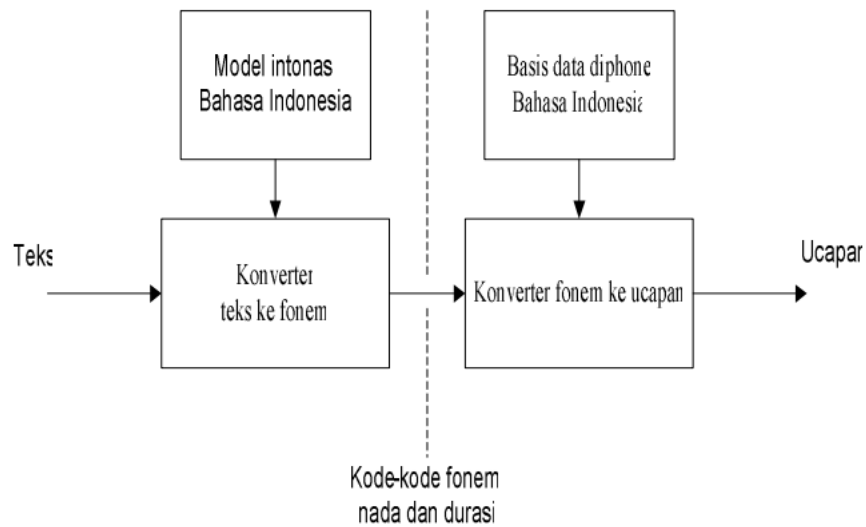 Model intonas
Bahasa Indonesia
Basis data diphone
Bahasa Indonesia
Teks
Konverter
teks ke fonem
Konverter fonem ke ucapan
Ucapan
Kode-kode fonem
nada dan durasi